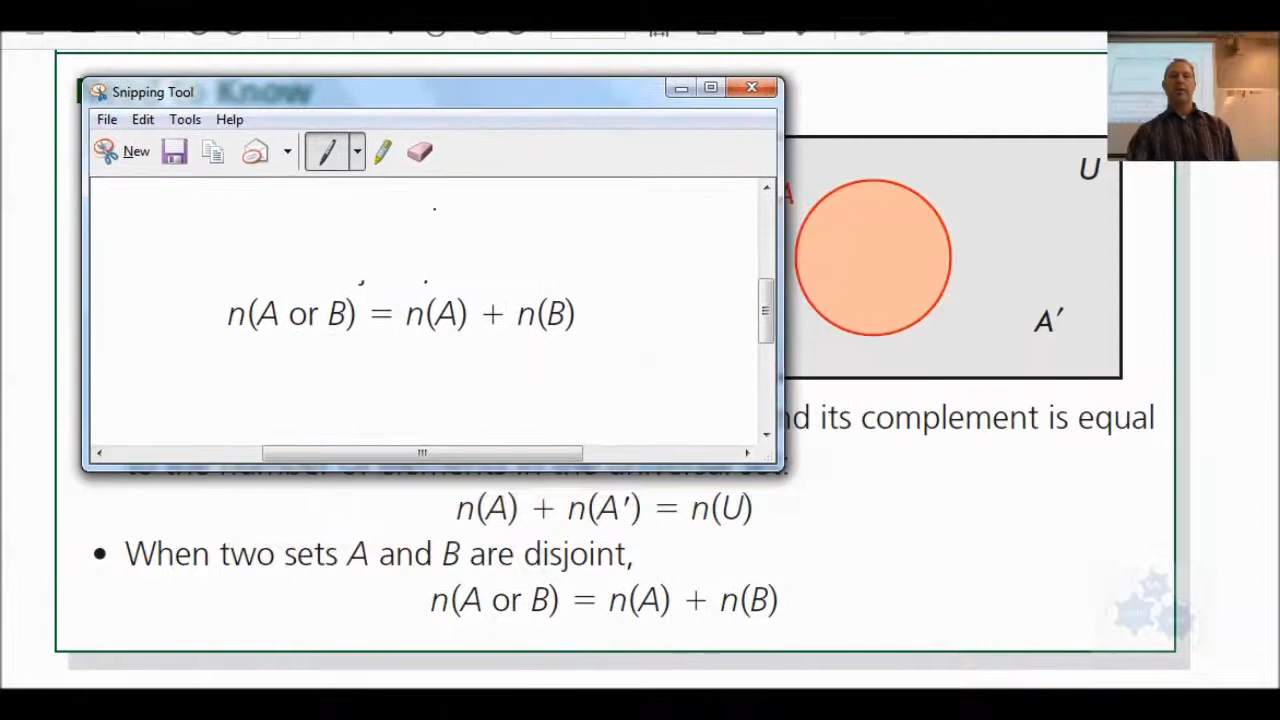 Know
Snipping Tool
File Edit Tools Help
New
n(A or B) = n(A) + n(B)
A
U
A′
nd its complement is equal
n(A) + n(A′) = n(U)
• When two sets A and B are disjoint,
n(A or B) = n(A) + n(B)